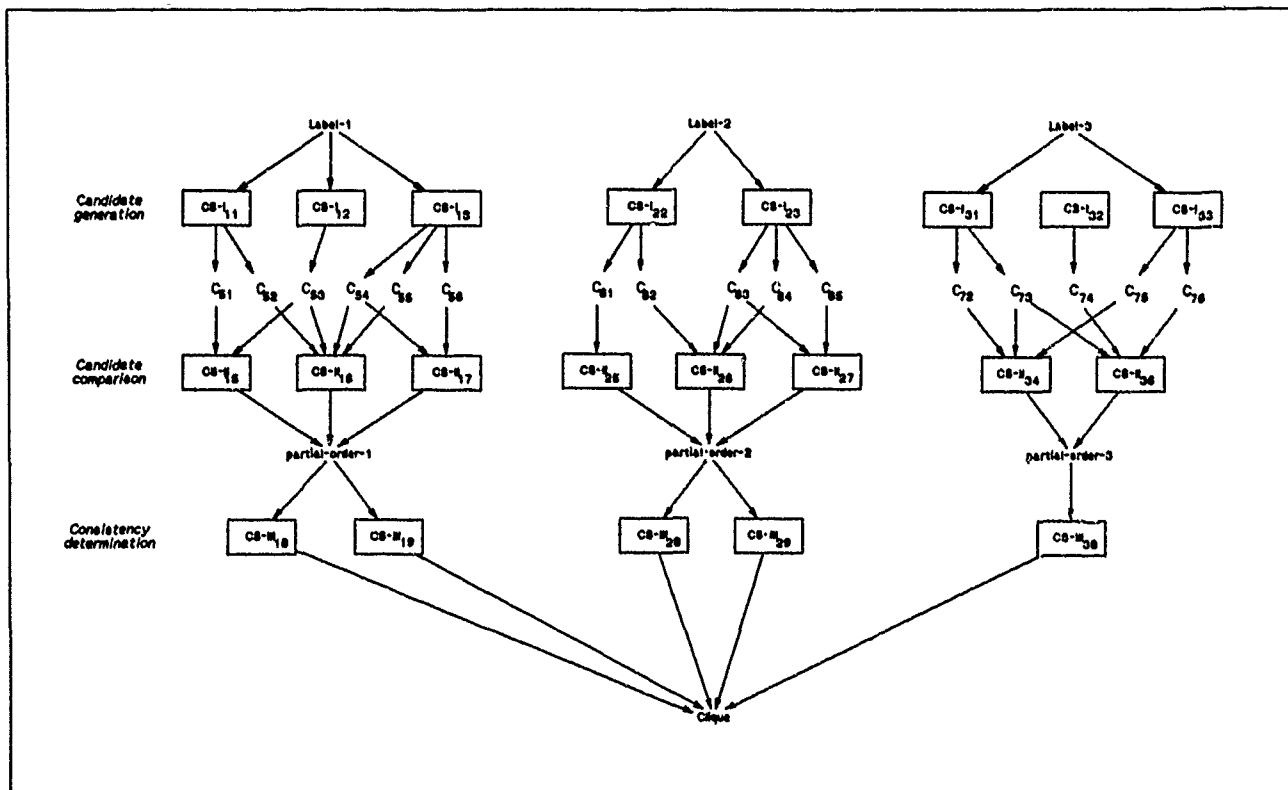 Label-1 Label-2 Label-3
Candidate
generation
CS-I11 CS-I12 CS-I13 CS-I22 CS-I23 CS-I31 CS-I32 CS-I33
C51 C52 C53 C54 C55 C56 C61 C62 C63 C64 C65 C72 C73 C74 C75 C76
Candidate
comparison
CS-II15 CS-II16 CS-II17 CS-II25 CS-II26 CS-II27 CS-II34 CS-II36
partial-order-1 partial-order-2 partial-order-3
Consistency
determination
CS-III18 CS-III19 CS-III28 CS-III29 CS-III38
Clique